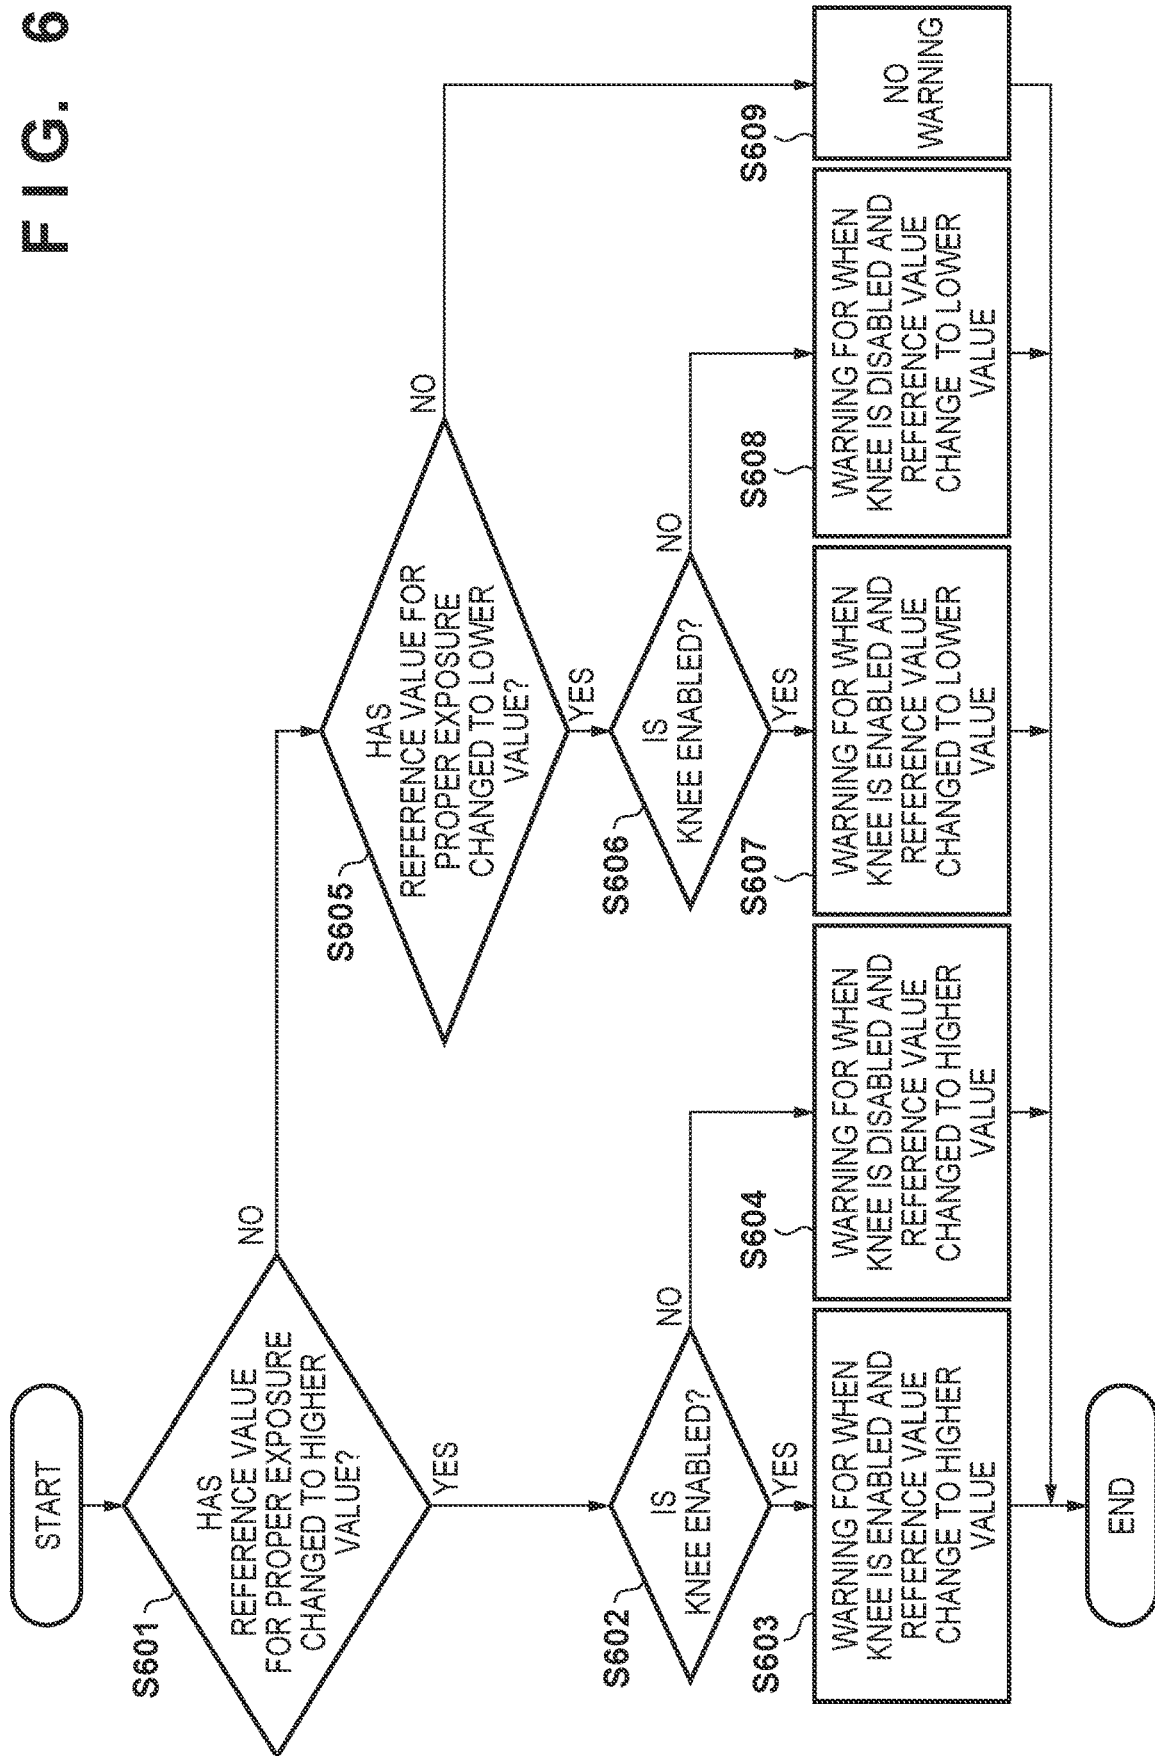 FIG. 6
START
S601
HAS
REFERENCE VALUE
FOR PROPER EXPOSURE
CHANGED TO HIGHER
VALUE?
NO
YES
S602
IS
KNEE ENABLED?
NO
YES
S603
WARNING FOR WHEN
KNEE IS ENABLED AND
REFERENCE VALUE
CHANGE TO HIGHER
VALUE
S604
WARNING FOR WHEN
KNEE IS DISABLED AND
REFERENCE VALUE
CHANGED TO HIGHER
VALUE
S605
HAS
REFERENCE VALUE FOR
PROPER EXPOSURE
CHANGED TO LOWER
VALUE?
NO
YES
S606
IS
KNEE ENABLED?
NO
YES
S607
WARNING FOR WHEN
KNEE IS ENABLED AND
REFERENCE VALUE
CHANGED TO LOWER
VALUE
S608
WARNING FOR WHEN
KNEE IS DISABLED AND
REFERENCE VALUE
CHANGE TO LOWER
VALUE
S609
NO
WARNING
END